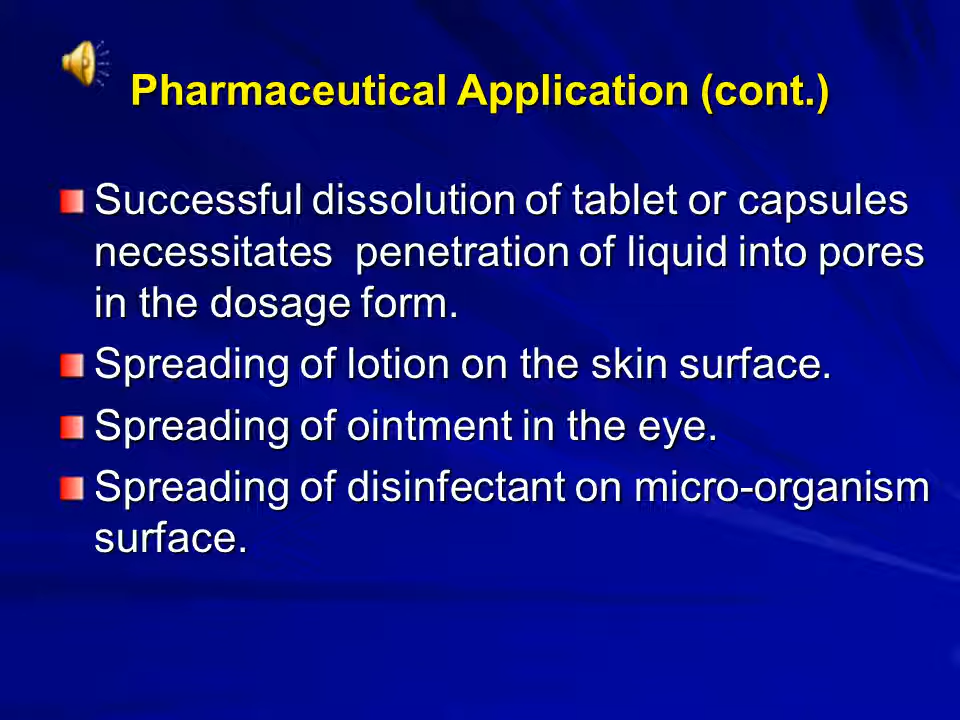 Pharmaceutical Application (cont.)
Successful dissolution of tablet or capsules
necessitates penetration of liquid into pores
in the dosage form.
Spreading of lotion on the skin surface.
Spreading of ointment in the eye.
Spreading of disinfectant on micro-organism
surface.